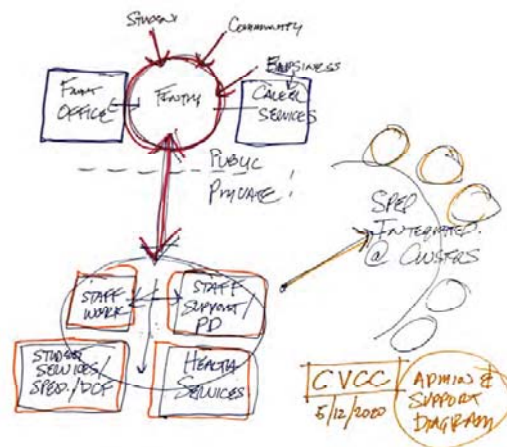 STUDENT
COMMUNITY
BUSINESS
FRONT
OFFICE
ENTRY
CAREER
SERVICES
PUBLIC
PRIVATE
SPED
INTEGRATED
@ CLUSTERS
STAFF
WORK
STAFF
SUPPORT/
PD
STUDENT
SERVICES/
SPED./DCF
HEALTH
SERVICES
CVCC
5/12/2020
ADMIN &
SUPPORT
DIAGRAM